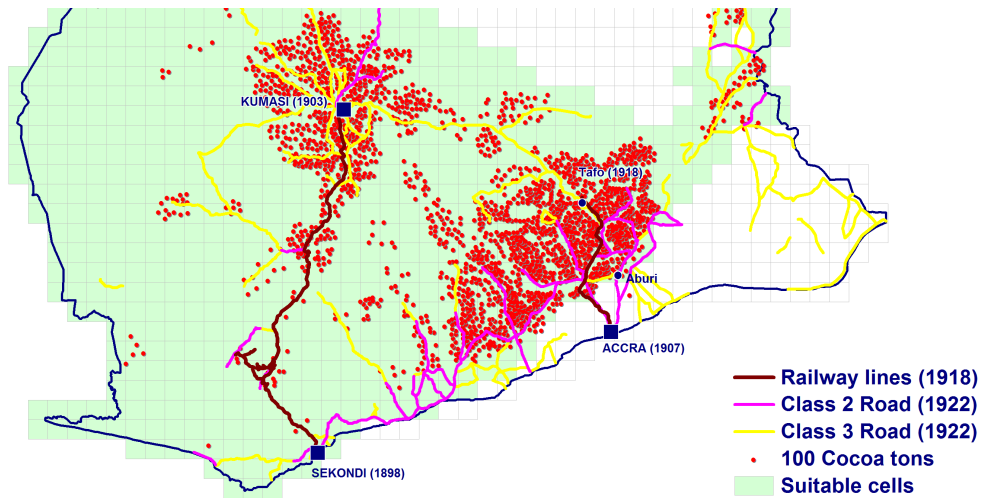 KUMASI (1903)
Tafo (1918)
Aburi
ACCRA (1907)
SEKONDI (1898)
Railway lines (1918)
Class 2 Road (1922)
Class 3 Road (1922)
100 Cocoa tons
Suitable cells